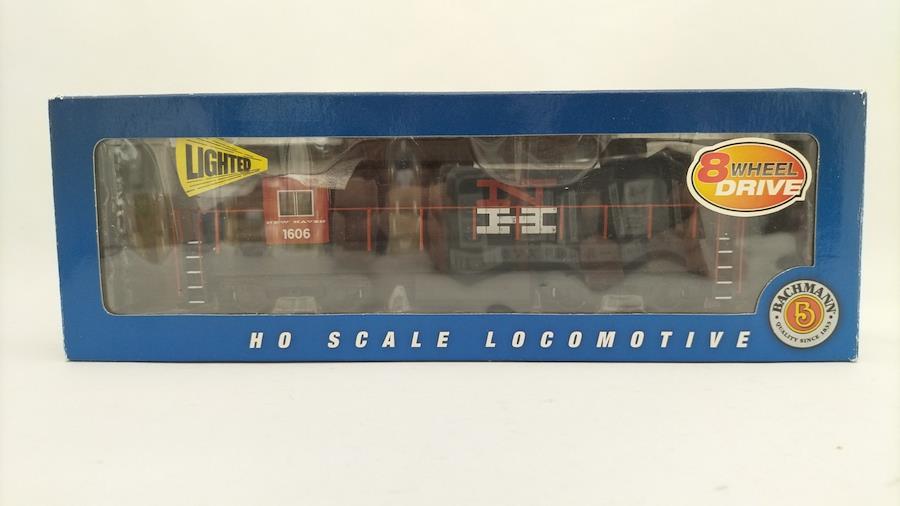 LIGHTED
8 WHEEL
DRIVE
NEW HAVEN
1606
N
H
BACHMANN
B
QUALITY SINCE 1833
HO SCALE LOCOMOTIVE